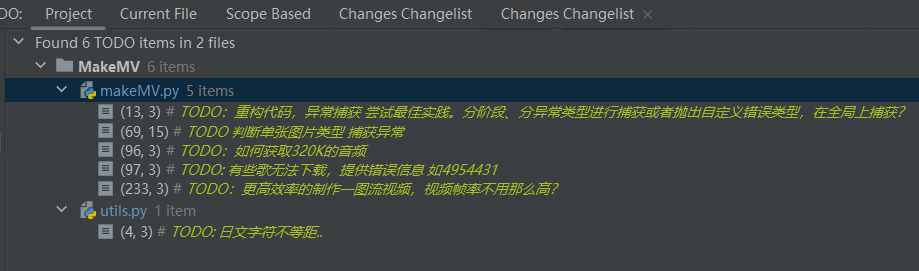 DO: Project Current File Scope Based Changes Changelist Changes Changelist
Found 6 TODO items in 2 files
MakeMV 6 items
makeMV.py 5 items
(13, 3) # TODO：重构代码，异常捕获 尝试最佳实践。分阶段、分异常类型进行捕获或者抛出自定义错误类型，在全局上捕获？
(69, 15) # TODO 判断单张图片类型 捕获异常
(96, 3) # TODO：如何获取320K的音频
(97, 3) # TODO: 有些歌无法下载，提供错误信息 如4954431
(233, 3) # TODO：更高效率的制作一图流视频，视频帧率不用那么高？
utils.py 1 item
(4, 3) # TODO: 日文字符不等距..